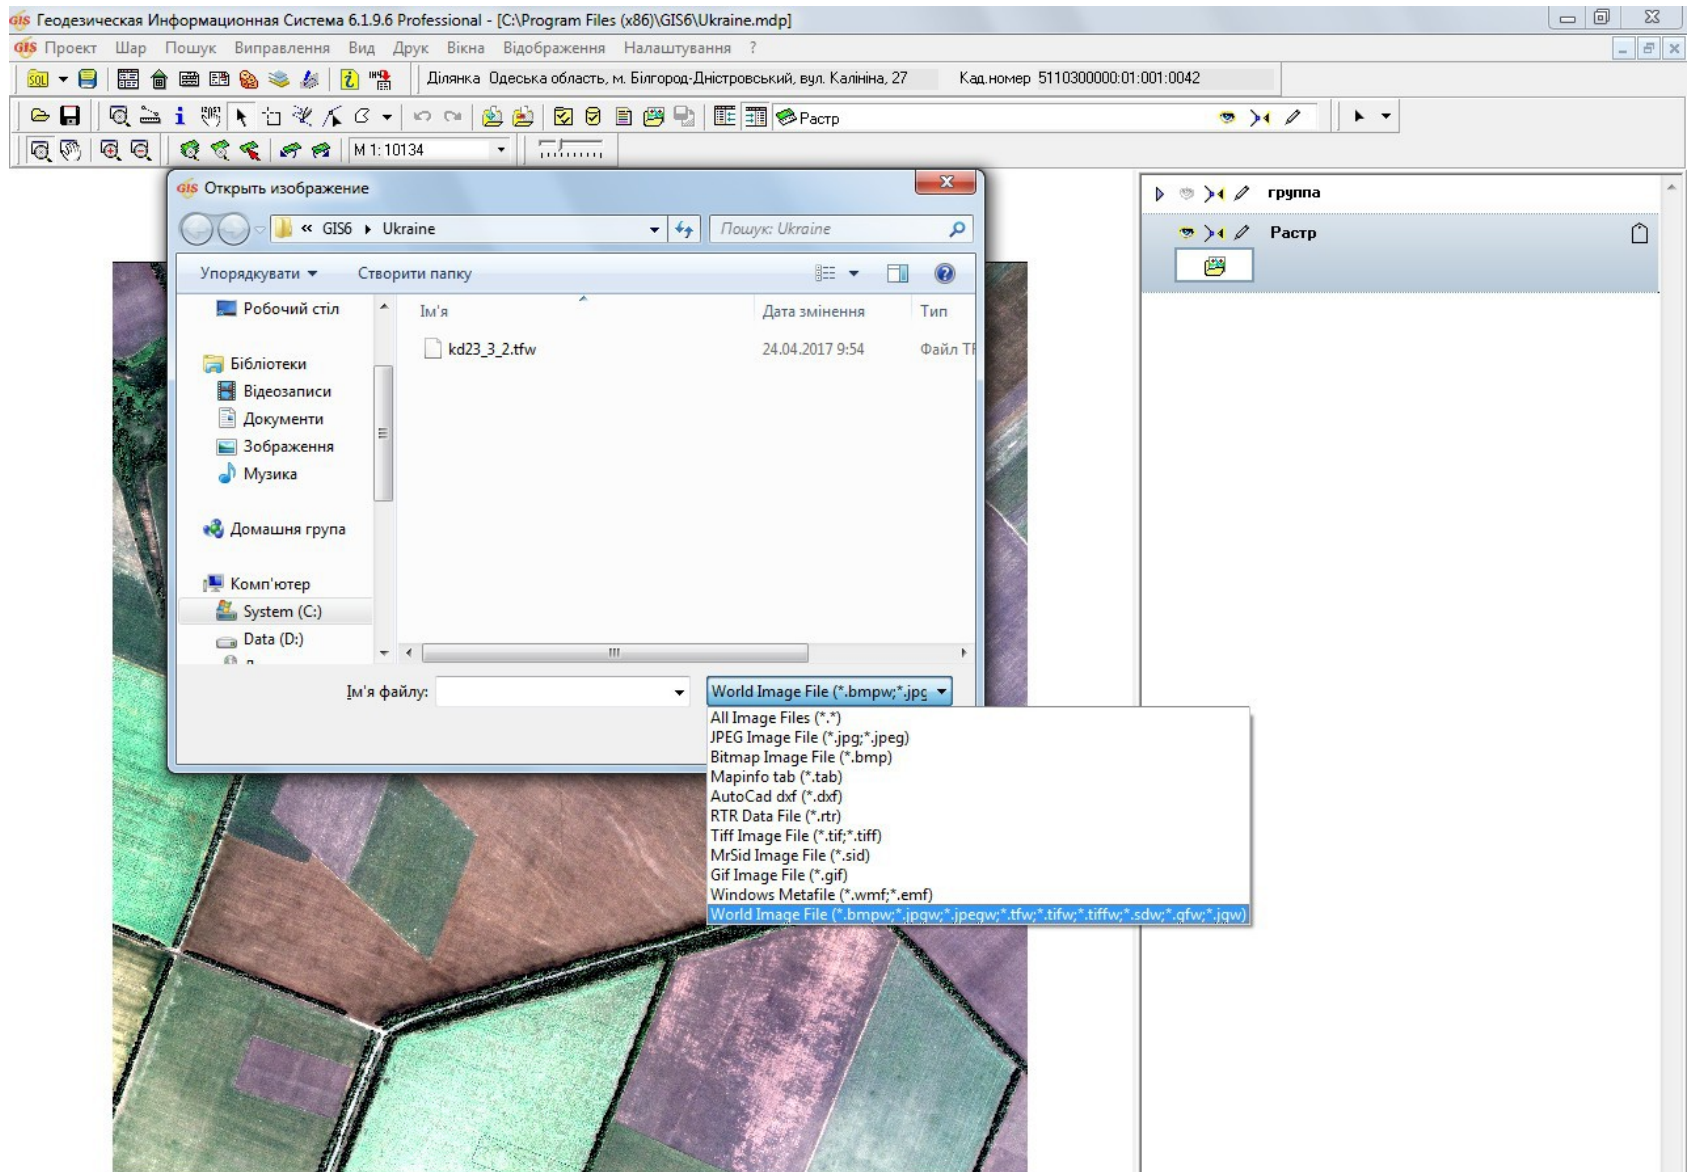 GIS Геодезическая Информационная Система 6.1.9.6 Professional - [C:\Program Files (x86)\GIS6\Ukraine.mdp]
GIS Проект Шар Пошук Виправлення Вид Друк Вікна Відображення Налаштування ?
SQL Ділянка Одеська область, м. Білгород-Дністровський, вул. Калініна, 27 Кад.номер 5110300000:01:001:0042
Растр
M 1: 10134
GIS Открыть изображение
« GIS6 Ukraine Пошук: Ukraine
Упорядкувати Створити папку
Робочий стіл
Бібліотеки
Відеозаписи
Документи
Зображення
Музика
Домашня група
Комп'ютер
System (C:)
Data (D:)
Ім'я Дата змінення Тип
kd23_3_2.tfw 24.04.2017 9:54 Файл TF
Ім'я файлу: World Image File (*.bmpw;*.jpg
All Image Files (*.*)
JPEG Image File (*.jpg;*.jpeg)
Bitmap Image File (*.bmp)
Mapinfo tab (*.tab)
AutoCad dxf (*.dxf)
RTR Data File (*.rtr)
Tiff Image File (*.tif;*.tiff)
MrSid Image File (*.sid)
Gif Image File (*.gif)
Windows Metafile (*.wmf;*.emf)
World Image File (*.bmpw;*.jpgw;*.jpegw;*.tfw;*.tifw;*.tiffw;*.sdw;*.gfw;*.jgw)
группа
Растр